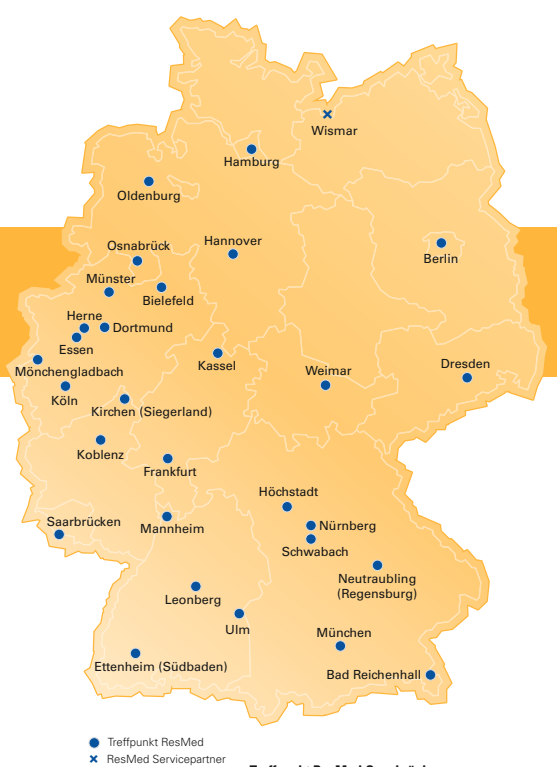 Wismar
Hamburg
Oldenburg
Osnabrück
Hannover
Berlin
Münster
Bielefeld
Herne
Dortmund
Essen
Mönchengladbach
Kassel
Weimar
Dresden
Köln
Kirchen (Siegerland)
Koblenz
Frankfurt
Höchstadt
Saarbrücken
Mannheim
Nürnberg
Schwabach
Neutraubling
(Regensburg)
Leonberg
Ulm
München
Ettenheim (Südbaden)
Bad Reichenhall
Treffpunkt ResMed
ResMed Servicepartner